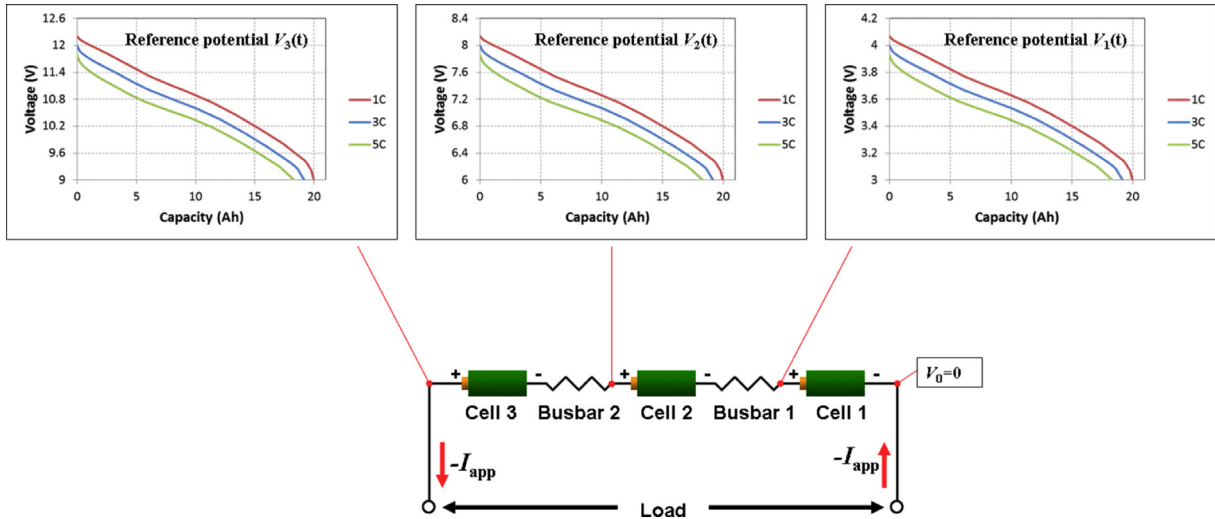 Reference potential V3(t)
Voltage (V)
12.6
12
11.4
10.8
10.2
9.6
9
0 5 10 15 20
Capacity (Ah)
1C
3C
5C
Reference potential V2(t)
Voltage (V)
8.4
8
7.6
7.2
6.8
6.4
6
0 5 10 15 20
Capacity (Ah)
1C
3C
5C
Reference potential V1(t)
Voltage (V)
4.2
4
3.8
3.6
3.4
3.2
3
0 5 10 15 20
Capacity (Ah)
1C
3C
5C
+ - + - + -
V0=0
Cell 3 Busbar 2 Cell 2 Busbar 1 Cell 1
-Iapp -Iapp
Load